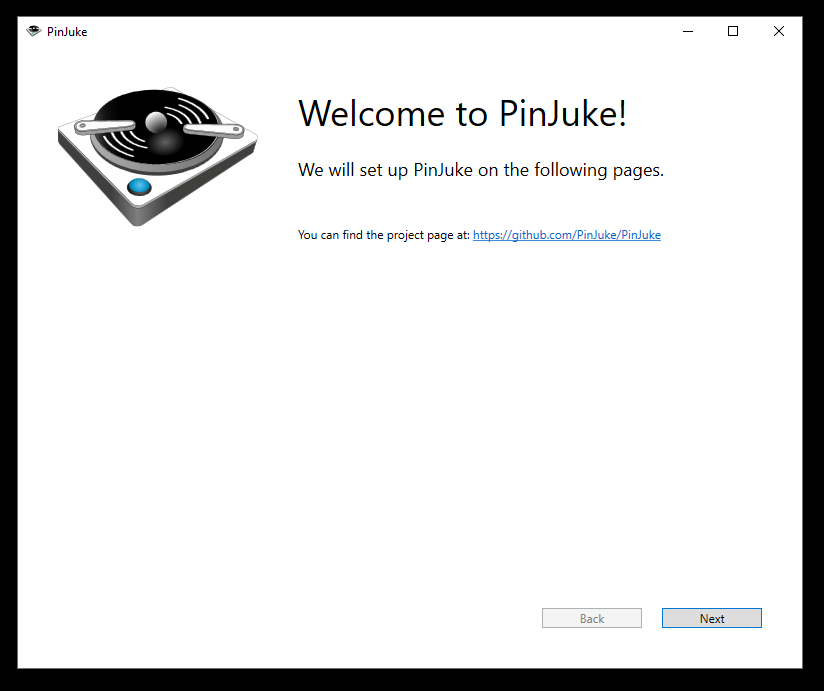 PinJuke
Welcome to PinJuke!
We will set up PinJuke on the following pages.
You can find the project page at: https://github.com/PinJuke/PinJuke
Back
Next